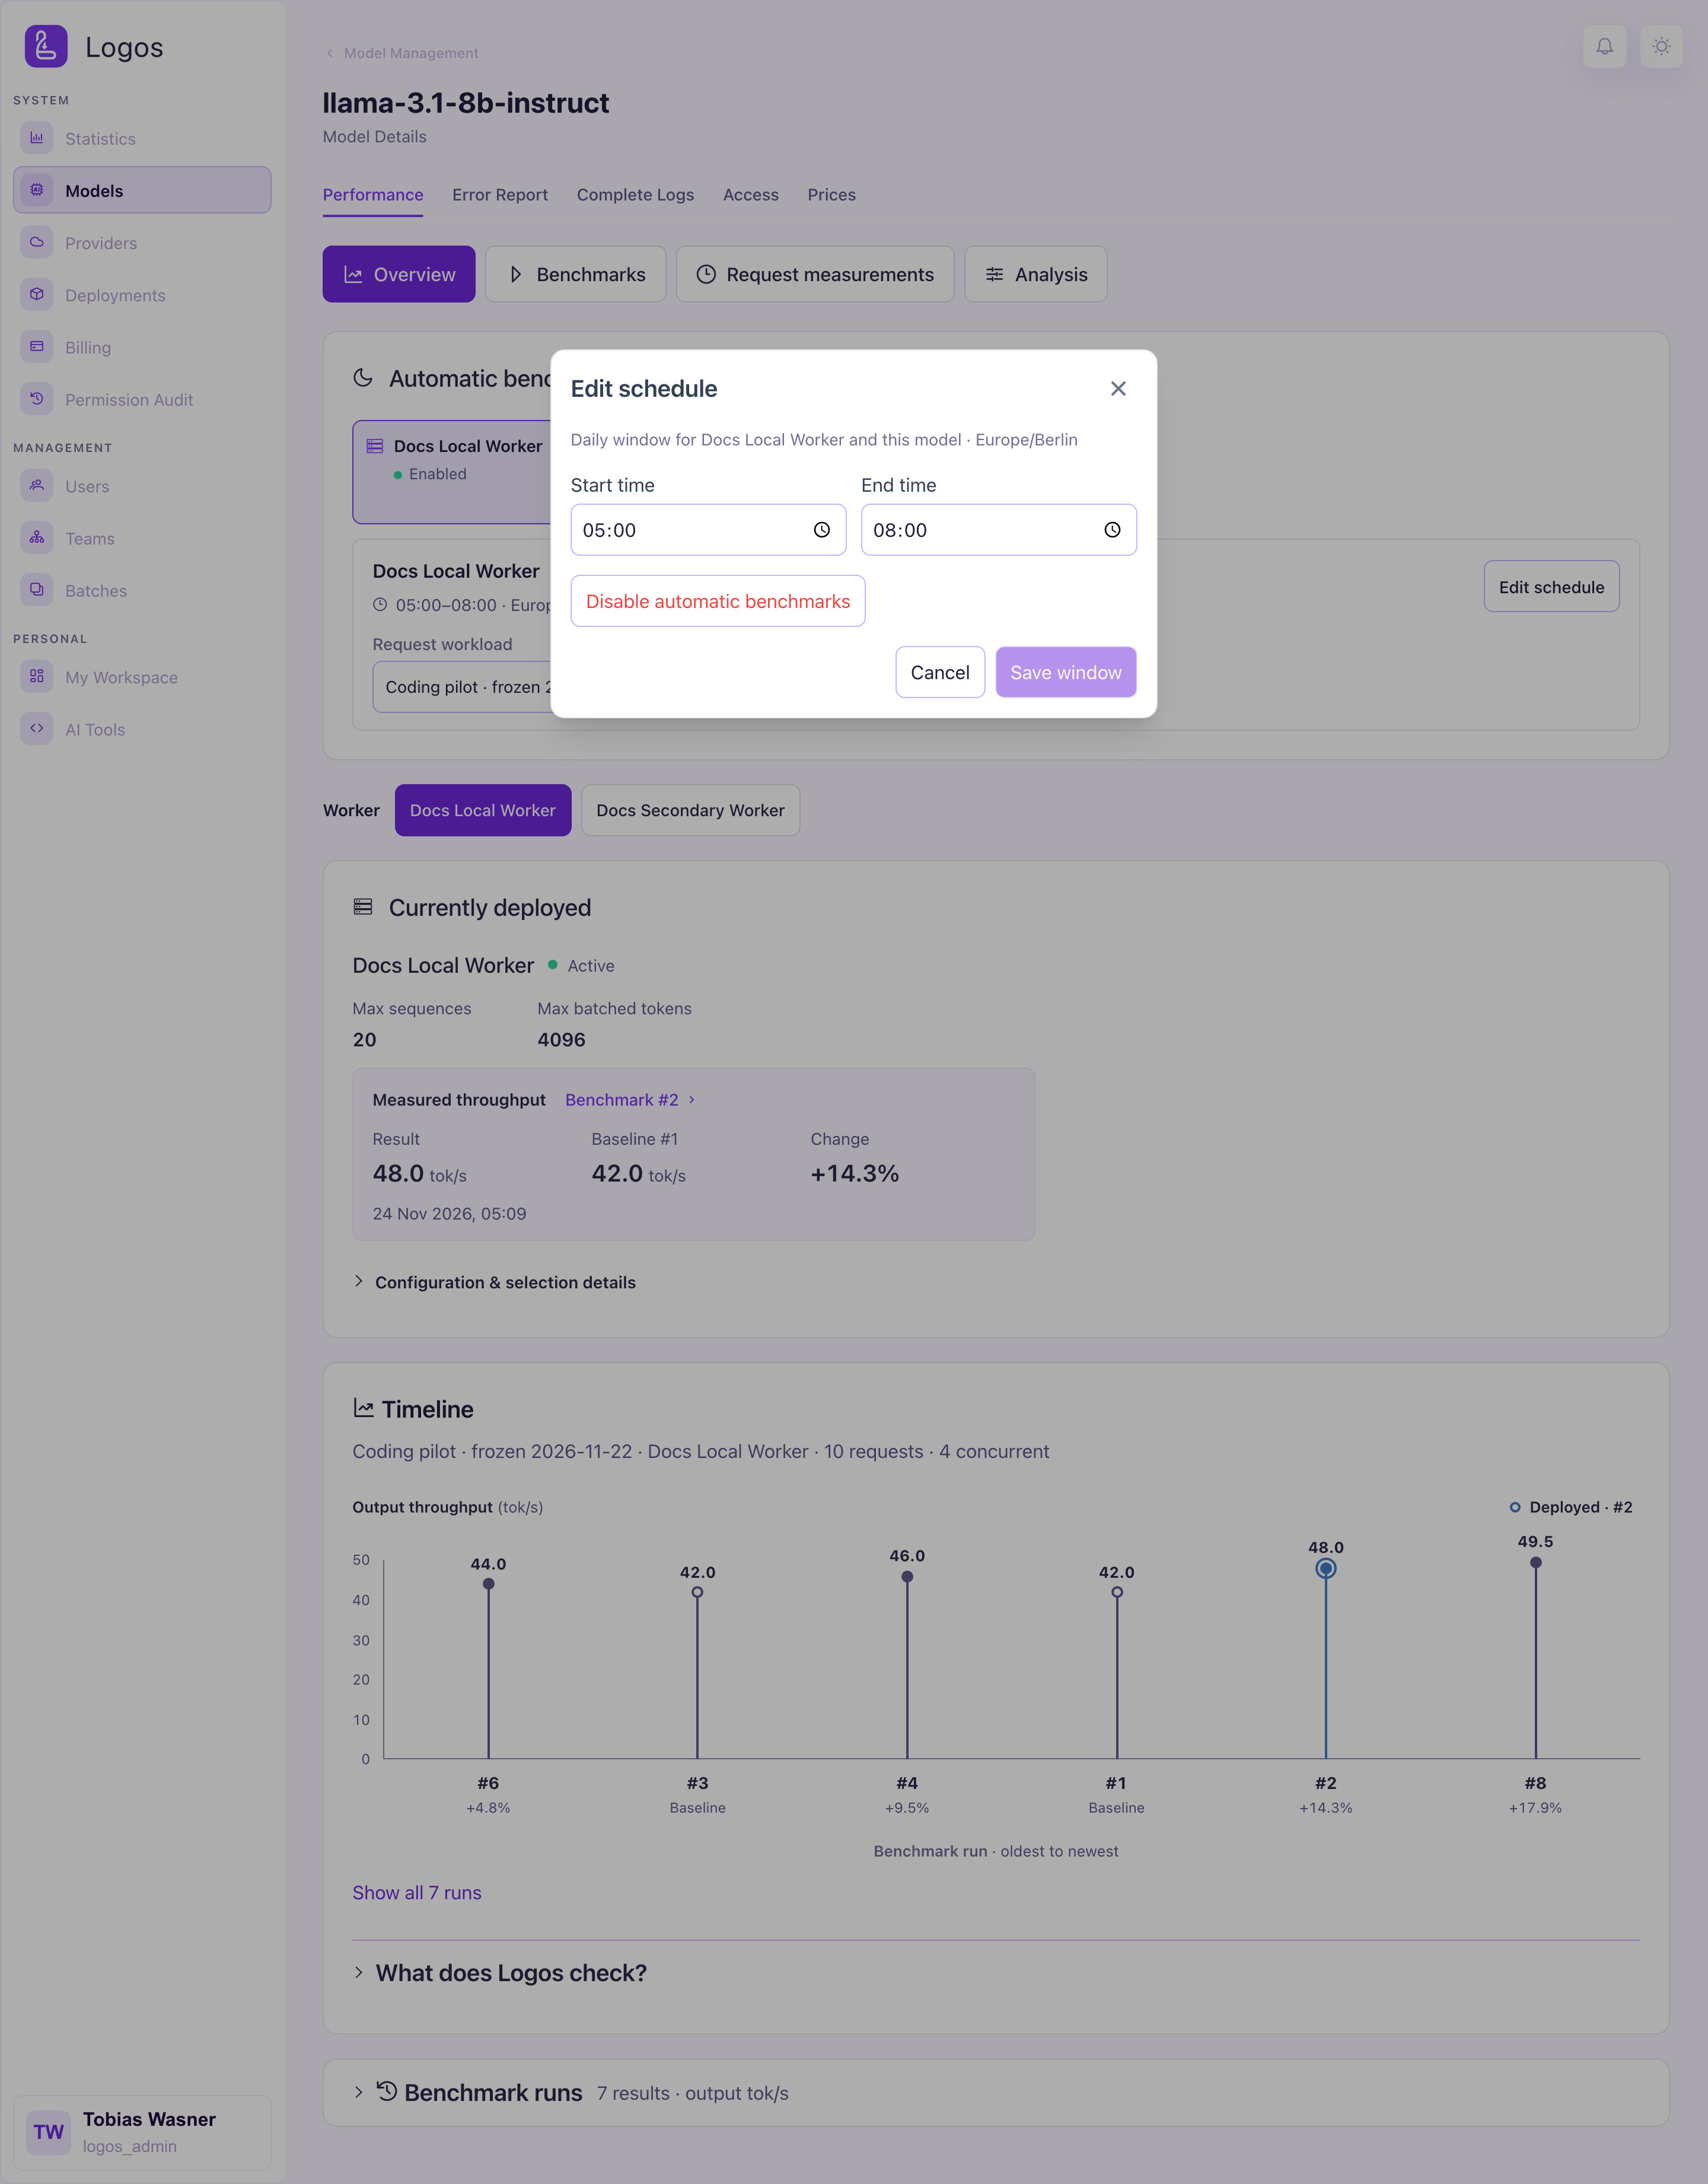 Logos
SYSTEM
Statistics
Models
Providers
Deployments
Billing
Permission Audit
MANAGEMENT
Users
Teams
Batches
PERSONAL
My Workspace
AI Tools
TW
Tobias Wasner
logos_admin
Model Management
llama-3.1-8b-instruct
Model Details
Performance Error Report Complete Logs Access Prices
Overview Benchmarks Request measurements Analysis
Automatic benc
Docs Local Worker
Enabled
Docs Local Worker
05:00–08:00 · Europ
Edit schedule
Request workload
Coding pilot · frozen 2
Edit schedule
Daily window for Docs Local Worker and this model · Europe/Berlin
Start time End time
05:00 08:00
Disable automatic benchmarks
Cancel Save window
Worker Docs Local Worker Docs Secondary Worker
Currently deployed
Docs Local Worker Active
Max sequences Max batched tokens
20 4096
Measured throughput Benchmark #2
Result Baseline #1 Change
48.0 tok/s 42.0 tok/s +14.3%
24 Nov 2026, 05:09
Configuration & selection details
Timeline
Coding pilot · frozen 2026-11-22 · Docs Local Worker · 10 requests · 4 concurrent
Output throughput (tok/s) Deployed · #2
44.0 42.0 46.0 42.0 48.0 49.5
50
40
30
20
10
0
#6 #3 #4 #1 #2 #8
+4.8% Baseline +9.5% Baseline +14.3% +17.9%
Benchmark run · oldest to newest
Show all 7 runs
What does Logos check?
Benchmark runs 7 results · output tok/s